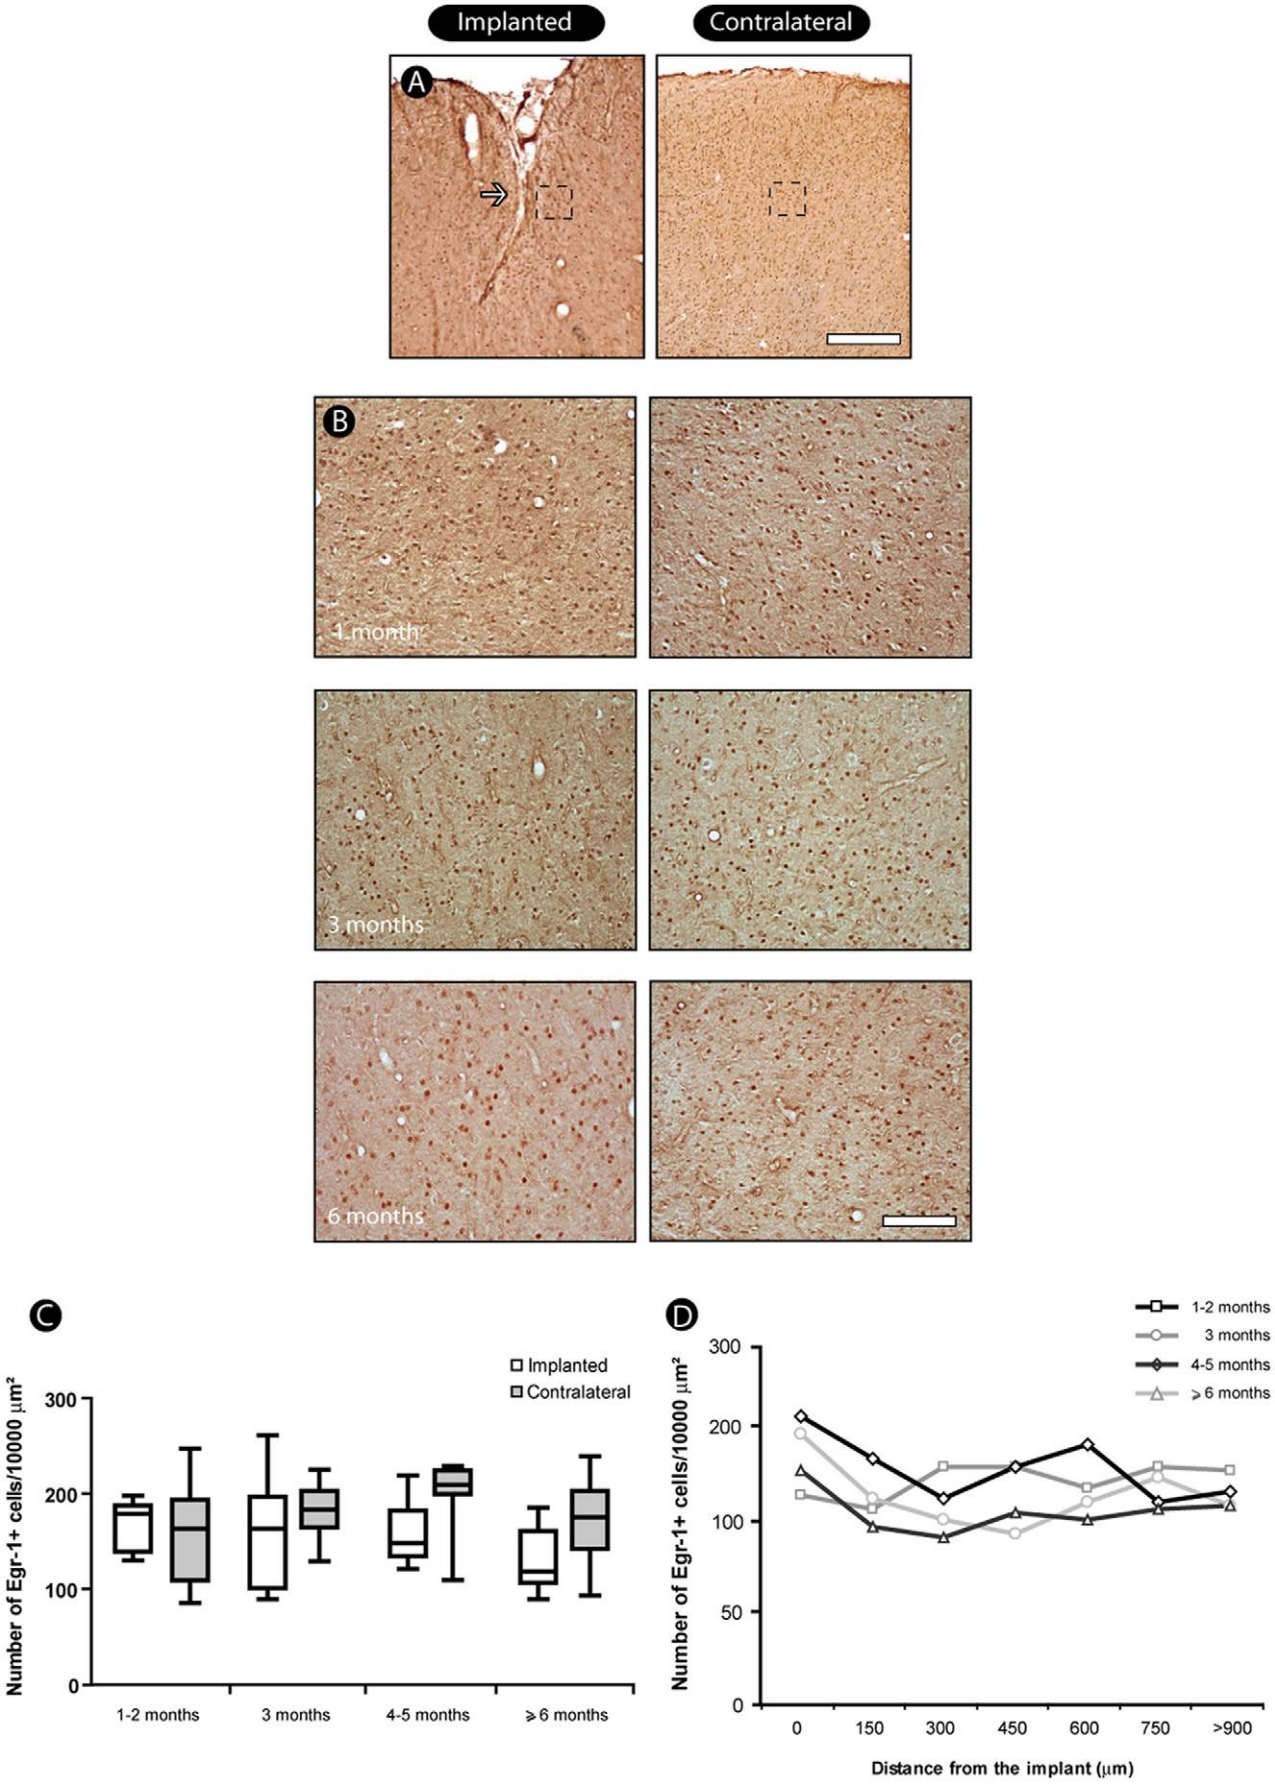 Implanted
Contralateral
A
B
1 month
3 months
6 months
C
Implanted
Contralateral
Number of Egr-1+ cells/10000 μm²
300
200
100
0
1-2 months
3 months
4-5 months
⩾ 6 months
D
1-2 months
3 months
4-5 months
⩾ 6 months
Number of Egr-1+ cells/10000 μm²
300
200
100
50
0
0
150
300
450
600
750
>900
Distance from the implant (μm)